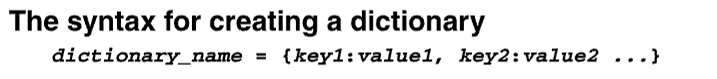 The syntax for creating a dictionary
dictionary_name = {key1:value1, key2:value2 ...}